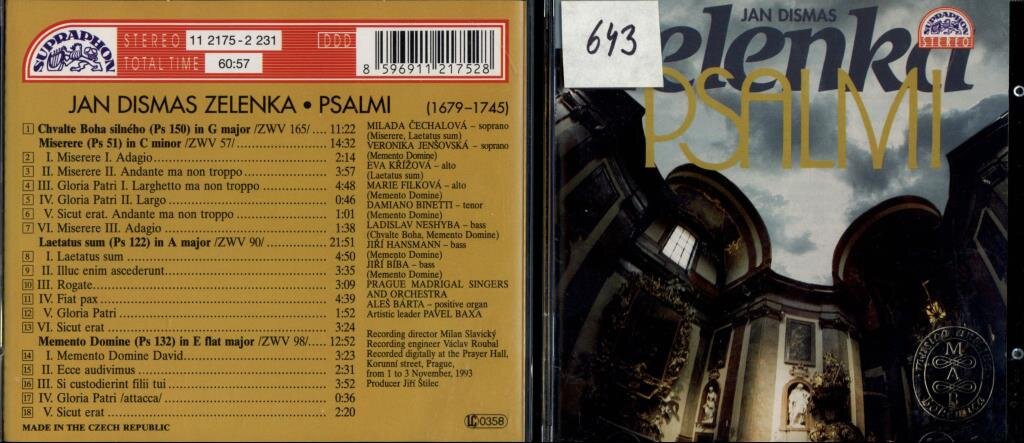 SUPRAPHON
STEREO 11 2175-2 231 DDD
TOTAL TIME 60:57
8 596911 217528
JAN DISMAS ZELENKA • PSALMI (1679–1745)
1 Chvalte Boha silného (Ps 150) in G major /ZWV 165/.... 11:22
Miserere (Ps 51) in C minor /ZWV 57/ 14:32
2 I. Miserere I. Adagio 2:14
3 II. Miserere II. Andante ma non troppo 3:57
4 III. Gloria Patri I. Larghetto ma non troppo 4:48
5 IV. Gloria Patri II. Largo 0:46
6 V. Sicut erat. Andante ma non troppo 1:01
7 VI. Miserere III. Adagio 1:38
Laetatus sum (Ps 122) in A major /ZWV 90/ 21:51
8 I. Laetatus sum 4:50
9 II. Illuc enim ascederunt 3:35
10 III. Rogate 3:09
11 IV. Fiat pax 4:39
12 V. Gloria Patri 1:52
13 VI. Sicut erat 3:24
Memento Domine (Ps 132) in E flat major /ZWV 98/ 12:52
14 I. Memento Domine David 3:23
15 II. Ecce audivimus 2:31
16 III. Si custodierint filii tui 3:52
17 IV. Gloria Patri /attacca/ 0:36
18 V. Sicut erat 2:20
MADE IN THE CZECH REPUBLIC
MILADA ČECHALOVÁ – soprano
(Miserere, Laetatus sum)
VERONIKA JENŠOVSKÁ – soprano
(Memento Domine)
EVA KŘÍŽOVÁ – alto
(Laetatus sum)
MARIE FILKOVÁ – alto
(Memento Domine)
DAMIANO BINETTI – tenor
(Memento Domine)
LADISLAV NESHYBA – bass
(Chvalte Boha, Memento Domine)
JIŘÍ HANSMANN – bass
(Memento Domine)
JIŘÍ BÍBA – bass
(Memento Domine)
PRAGUE MADRIGAL SINGERS
AND ORCHESTRA
ALEŠ BÁRTA – positive organ
Artistic leader PAVEL BAXA
Recording director Milan Slavický
Recording engineer Václav Roubal
Recorded digitally at the Prayer Hall,
Korunní street, Prague,
from 1 to 3 November, 1993
Producer Jiří Štilec
LC 0358
643
JAN DISMAS
elenka
PSALMI
SUPRAPHON
STEREO
musica antiqua
MAB
bohemica